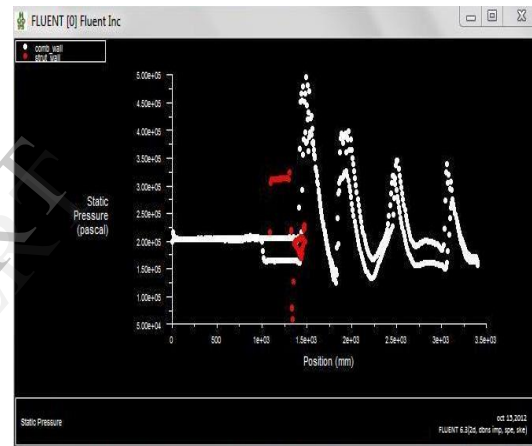 FLUENT [0] Fluent Inc
comb_wall
strut_wall
5.00e+05
4.50e+05
4.00e+05
3.50e+05
3.00e+05
2.50e+05
2.00e+05
1.50e+05
1.00e+05
5.00e+04
Static
Pressure
(pascal)
0
500
1e+03
1.5e+03
2e+03
2.5e+03
3e+03
3.5e+03
Position (mm)
Static Pressure
oct 13,2012
FLUENT 6.3(2d, dbns imp, spe, ske)